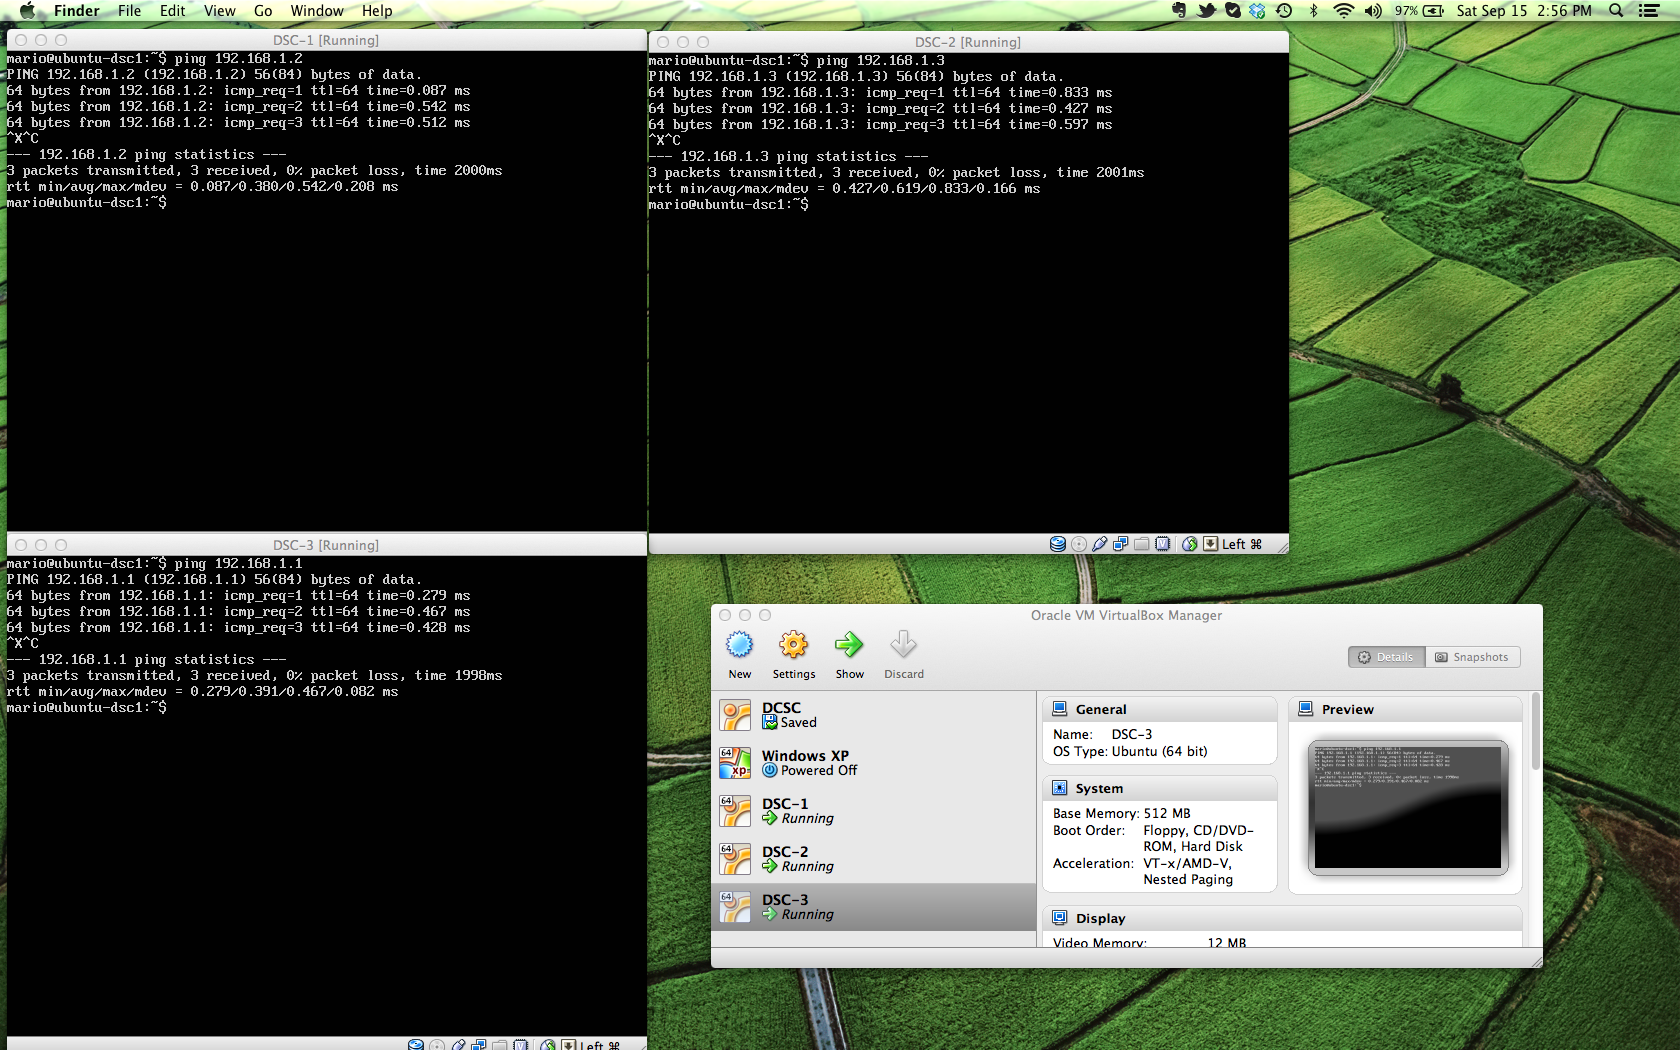 Finder File Edit View Go Window Help
97% Sat Sep 15 2:56 PM
DSC-1 [Running]
mario@ubuntu-dsc1:~$ ping 192.168.1.2
PING 192.168.1.2 (192.168.1.2) 56(84) bytes of data.
64 bytes from 192.168.1.2: icmp_req=1 ttl=64 time=0.087 ms
64 bytes from 192.168.1.2: icmp_req=2 ttl=64 time=0.542 ms
64 bytes from 192.168.1.2: icmp_req=3 ttl=64 time=0.512 ms
^X^C
--- 192.168.1.2 ping statistics ---
3 packets transmitted, 3 received, 0% packet loss, time 2000ms
rtt min/avg/max/mdev = 0.087/0.380/0.542/0.208 ms
mario@ubuntu-dsc1:~$
DSC-2 [Running]
mario@ubuntu-dsc1:~$ ping 192.168.1.3
PING 192.168.1.3 (192.168.1.3) 56(84) bytes of data.
64 bytes from 192.168.1.3: icmp_req=1 ttl=64 time=0.833 ms
64 bytes from 192.168.1.3: icmp_req=2 ttl=64 time=0.427 ms
64 bytes from 192.168.1.3: icmp_req=3 ttl=64 time=0.597 ms
^X^C
--- 192.168.1.3 ping statistics ---
3 packets transmitted, 3 received, 0% packet loss, time 2001ms
rtt min/avg/max/mdev = 0.427/0.619/0.833/0.166 ms
mario@ubuntu-dsc1:~$
Left ⌘
DSC-3 [Running]
mario@ubuntu-dsc1:~$ ping 192.168.1.1
PING 192.168.1.1 (192.168.1.1) 56(84) bytes of data.
64 bytes from 192.168.1.1: icmp_req=1 ttl=64 time=0.279 ms
64 bytes from 192.168.1.1: icmp_req=2 ttl=64 time=0.467 ms
64 bytes from 192.168.1.1: icmp_req=3 ttl=64 time=0.428 ms
^X^C
--- 192.168.1.1 ping statistics ---
3 packets transmitted, 3 received, 0% packet loss, time 1998ms
rtt min/avg/max/mdev = 0.279/0.391/0.467/0.082 ms
mario@ubuntu-dsc1:~$
Left ⌘
Oracle VM VirtualBox Manager
New Settings Show Discard
Details Snapshots
DCSC
Saved
64 xp Windows XP
Powered Off
64 DSC-1
Running
64 DSC-2
Running
64 DSC-3
Running
General
Name: DSC-3
OS Type: Ubuntu (64 bit)
System
Base Memory: 512 MB
Boot Order: Floppy, CD/DVD-
ROM, Hard Disk
Acceleration: VT-x/AMD-V,
Nested Paging
Display
Video Memory: 12 MB
Preview